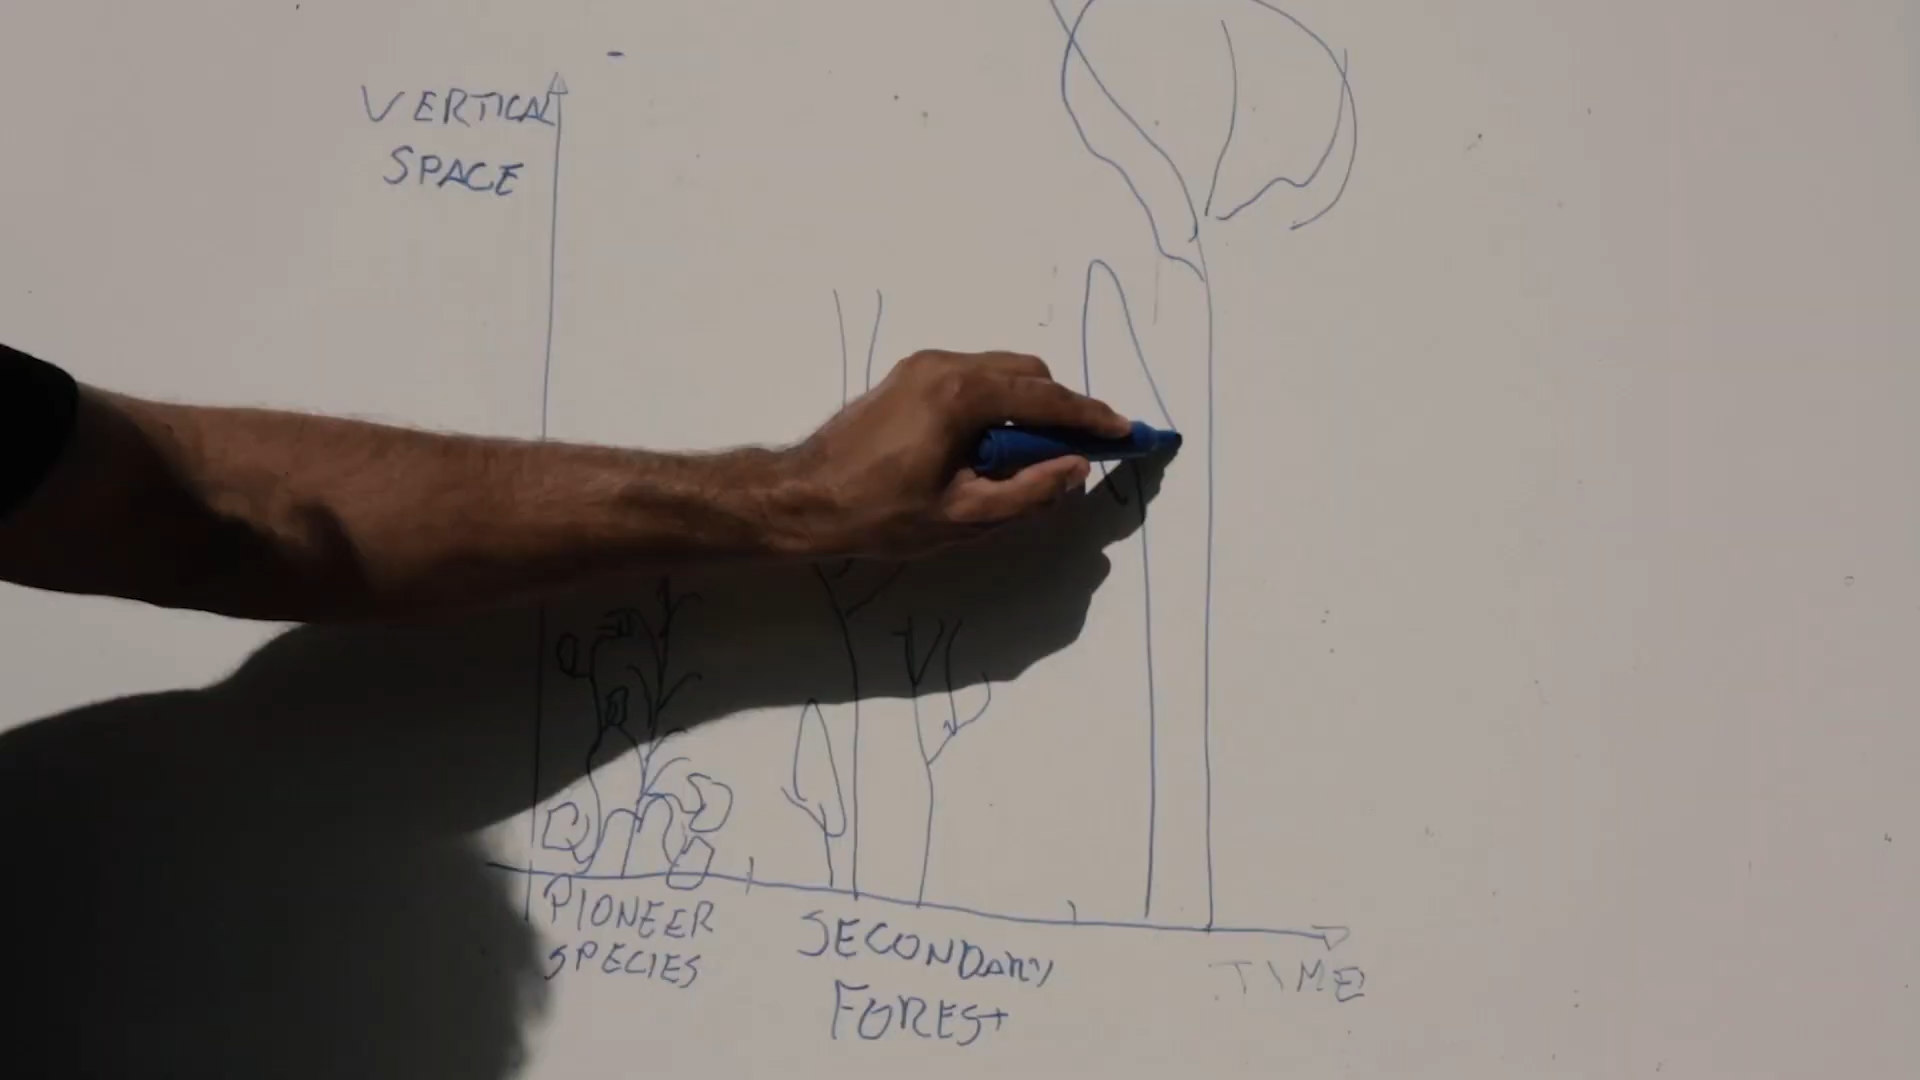 VERTICAL
SPACE
PIONEER
SPECIES
SECONDARY
FOREST
TIME